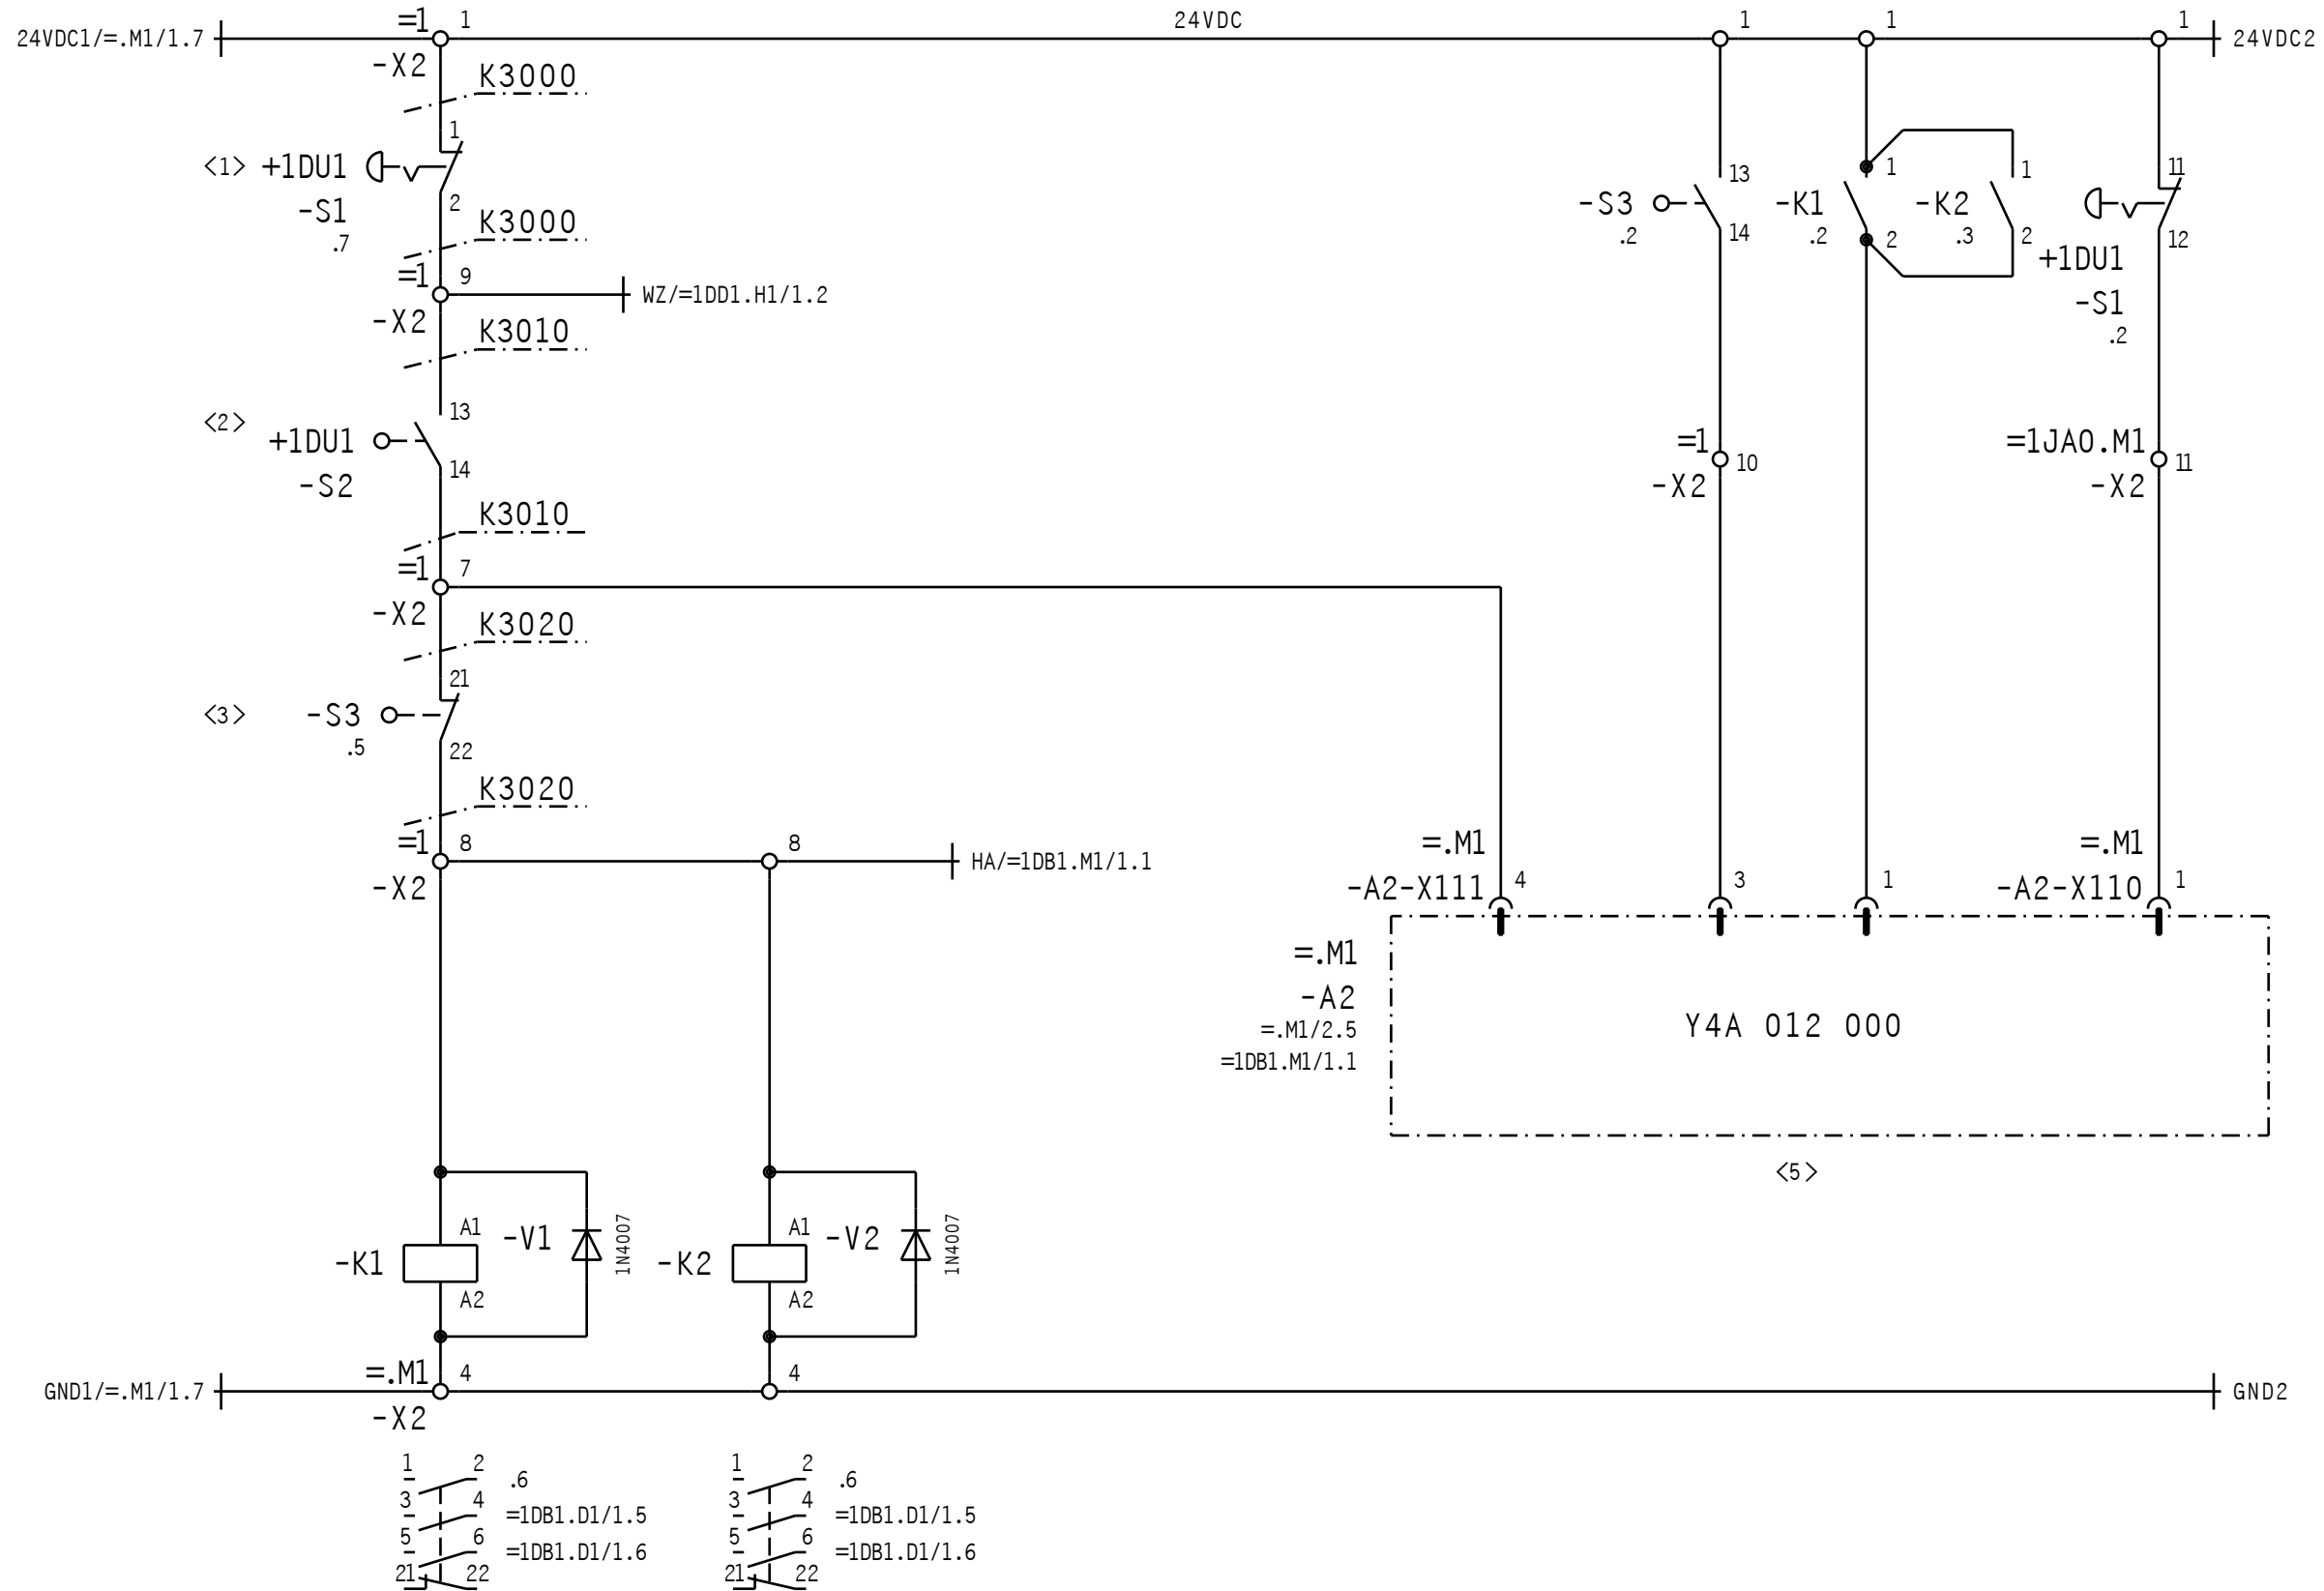 =1 1 24VDC 1 1 1
24VDC1/=.M1/1.7 24VDC2
-X2 K3000
1 13 1 1 11
<1> +1DU1
-S1 2 K3000 -S3 14 -K1 2 -K2 2 12
.7 .2 .2 .3 +1DU1
=1 9 WZ/=1DD1.H1/1.2 -S1
-X2 K3010 .2
13
<2> +1DU1 =1 =1JA0.M1
14 10 11
-S2 -X2 -X2
K3010
=1 7
-X2 K3020
21
<3> -S3
.5 22
K3020
=1 8 8 =.M1 =.M1
HA/=1DB1.M1/1.1
-X2 -A2-X111 4 3 1 -A2-X110 1
=.M1
-A2
=.M1/2.5 Y4A 012 000
=1DB1.M1/1.1
<5>
A1 -V1 1N4007 A1 -V2 1N4007
-K1 -K2
A2 A2
=.M1 4 4
GND1/=.M1/1.7 GND2
-X2
1 2 .6 1 2 .6
3 4 =1DB1.D1/1.5 3 4 =1DB1.D1/1.5
5 6 =1DB1.D1/1.6 5 6 =1DB1.D1/1.6
21 22 21 22